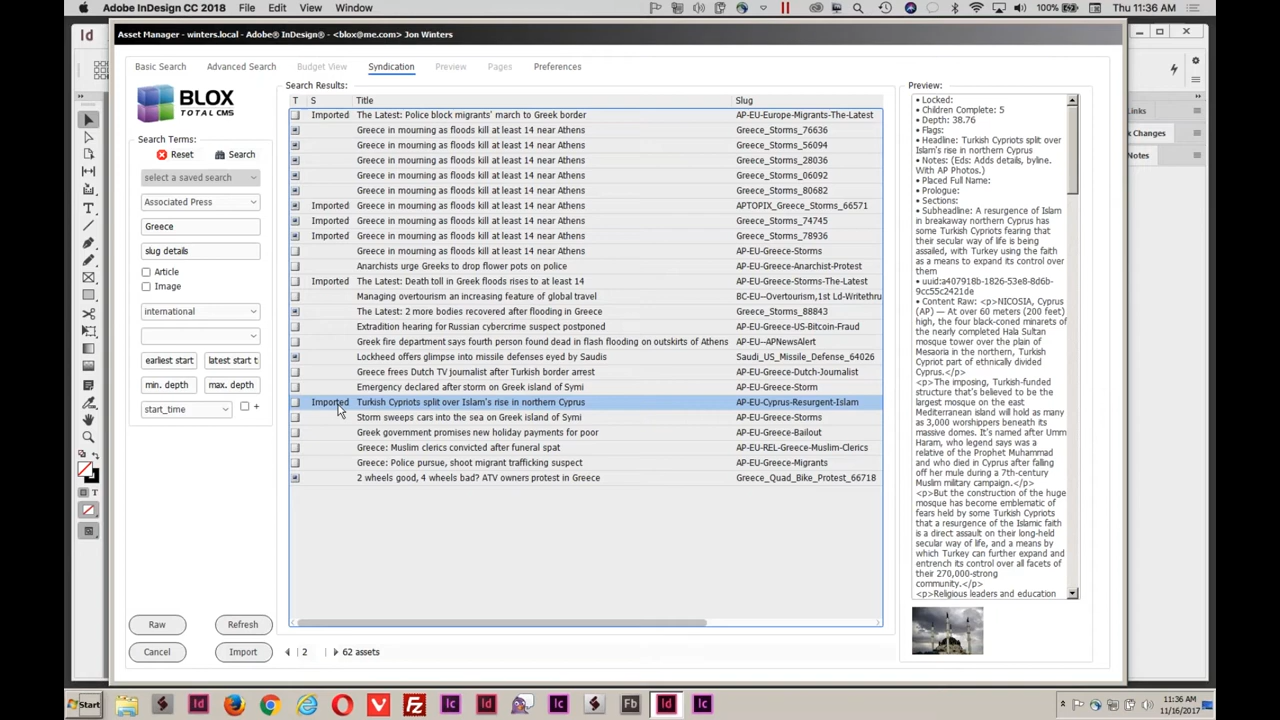 Adobe InDesign CC 2018 File Edit View Window 100% Thu 11:36 AM
Id
Asset Manager - winters.local - Adobe® InDesign® - <blox@me.com> Jon Winters
Basic Search Advanced Search Budget View Syndication Preview Pages Preferences
BLOX
TOTAL CMS
Search Terms:
Reset Search
select a saved search
Associated Press
Greece
slug details
Article
Image
international
earliest start latest start t
min. depth max. depth
start_time +
Raw Refresh
Cancel Import
Search Results:
T S Title Slug
Imported The Latest: Police block migrants' march to Greek border AP-EU-Europe-Migrants-The-Latest
Greece in mourning as floods kill at least 14 near Athens Greece_Storms_76636
Greece in mourning as floods kill at least 14 near Athens Greece_Storms_56094
Greece in mourning as floods kill at least 14 near Athens Greece_Storms_28036
Greece in mourning as floods kill at least 14 near Athens Greece_Storms_06092
Greece in mourning as floods kill at least 14 near Athens Greece_Storms_80682
Imported Greece in mourning as floods kill at least 14 near Athens APTOPIX_Greece_Storms_66571
Imported Greece in mourning as floods kill at least 14 near Athens Greece_Storms_74745
Imported Greece in mourning as floods kill at least 14 near Athens Greece_Storms_78936
Greece in mourning as floods kill at least 14 near Athens AP-EU-Greece-Storms
Anarchists urge Greeks to drop flower pots on police AP-EU-Greece-Anarchist-Protest
Imported The Latest: Death toll in Greek floods rises to at least 14 AP-EU-Greece-Storms-The-Latest
Managing overtourism an increasing feature of global travel BC-EU--Overtourism,1st Ld-Writethru
The Latest: 2 more bodies recovered after flooding in Greece Greece_Storms_88843
Extradition hearing for Russian cybercrime suspect postponed AP-EU-Greece-US-Bitcoin-Fraud
Greek fire department says fourth person found dead in flash flooding on outskirts of Athens AP-EU--APNewsAlert
Lockheed offers glimpse into missile defenses eyed by Saudis Saudi_US_Missile_Defense_64026
Greece frees Dutch TV journalist after Turkish border arrest AP-EU-Greece-Dutch-Journalist
Emergency declared after storm on Greek island of Symi AP-EU-Greece-Storm
Imported Turkish Cypriots split over Islam's rise in northern Cyprus AP-EU-Cyprus-Resurgent-Islam
Storm sweeps cars into the sea on Greek island of Symi AP-EU-Greece-Storms
Greek government promises new holiday payments for poor AP-EU-Greece-Bailout
Greece: Muslim clerics convicted after funeral spat AP-EU-REL-Greece-Muslim-Clerics
Greece: Police pursue, shoot migrant trafficking suspect AP-EU-Greece-Migrants
2 wheels good, 4 wheels bad? ATV owners protest in Greece Greece_Quad_Bike_Protest_66718
2 62 assets
Preview:
• Locked:
• Children Complete: 5
• Depth: 38.76
• Flags:
• Headline: Turkish Cypriots split over
Islam's rise in northern Cyprus
• Notes: (Eds: Adds details, byline.
With AP Photos.)
• Placed Full Name:
• Prologue:
• Sections:
• Subheadline: A resurgence of Islam
in breakaway northern Cyprus has
some Turkish Cypriots fearing that
their secular way of life is being
assailed, with Turkey using the faith
as a means to expand its control over
them
• uuid:a407918b-1826-53e8-8d6b-
9cc55c2421de
• Content Raw: <p>NICOSIA, Cyprus
(AP) — At over 60 meters (200 feet)
high, the four black-coned minarets of
the nearly completed Hala Sultan
mosque tower over the plain of
Mesaoria in the northern, Turkish
Cypriot part of ethnically divided
Cyprus.</p>
<p>The imposing, Turkish-funded
structure that's believed to be the
largest mosque on the east
Mediterranean island will hold as many
as 3,000 worshippers beneath its
massive domes. It's named after Umm
Haram, who legend says was a
relative of the Prophet Muhammad
and who died in Cyprus after falling
off her mule during a 7th-century
Muslim military campaign.</p>
<p>But the construction of the huge
mosque has become emblematic of
fears held by some Turkish Cypriots
that a resurgence of the Islamic faith
is a direct assault on their long-held
secular way of life, and a means by
which Turkey can further expand and
entrench its control over all facets of
their 270,000-strong
community.</p>
<p>Religious leaders and education
Links
k Changes
Notes
T
Start Id Fz Ic Id Ic Fb Id Ic 11:36 AM
11/16/2017